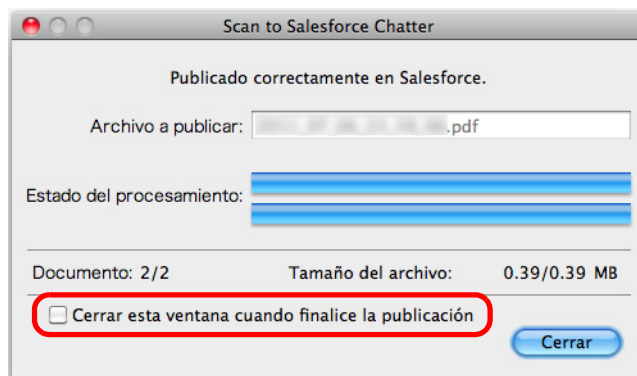 Scan to Salesforce Chatter
Publicado correctamente en Salesforce.
Archivo a publicar: .pdf
Estado del procesamiento:
Documento: 2/2 Tamaño del archivo: 0.39/0.39 MB
Cerrar esta ventana cuando finalice la publicación
Cerrar